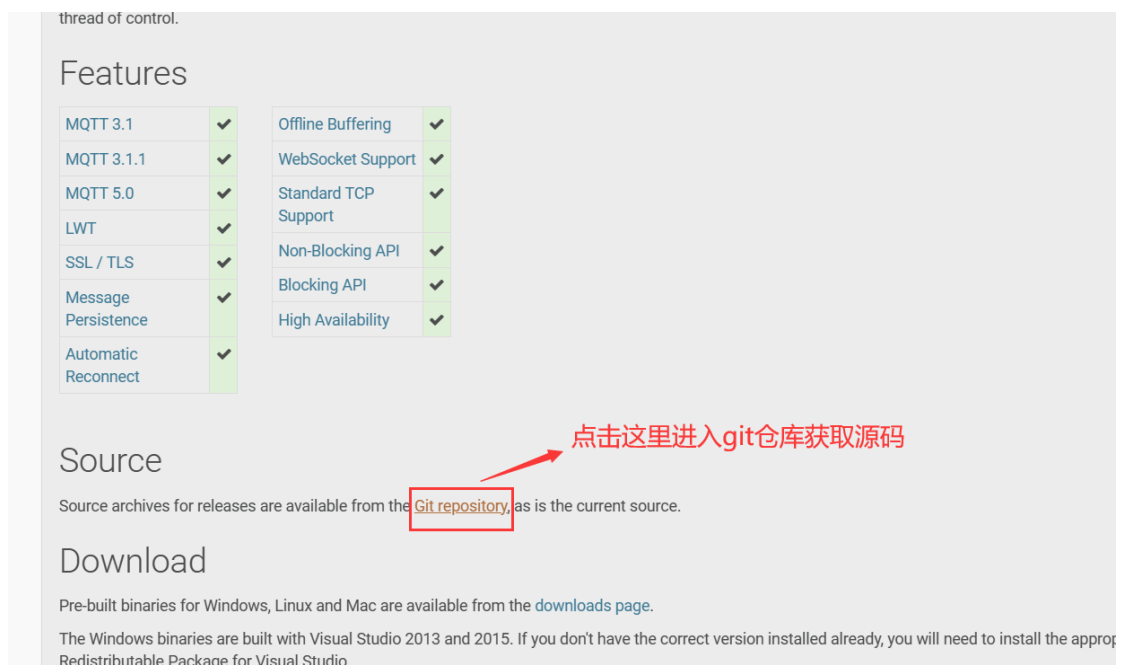 thread of control.
Features
MQTT 3.1 ✔
MQTT 3.1.1 ✔
MQTT 5.0 ✔
LWT ✔
SSL / TLS ✔
Message ✔
Persistence
Automatic ✔
Reconnect
Offline Buffering ✔
WebSocket Support ✔
Standard TCP ✔
Support
Non-Blocking API ✔
Blocking API ✔
High Availability ✔
点击这里进入git仓库获取源码
Source
Source archives for releases are available from the Git repository, as is the current source.
Download
Pre-built binaries for Windows, Linux and Mac are available from the downloads page.
The Windows binaries are built with Visual Studio 2013 and 2015. If you don't have the correct version installed already, you will need to install the approp
Redistributable Package for Visual Studio